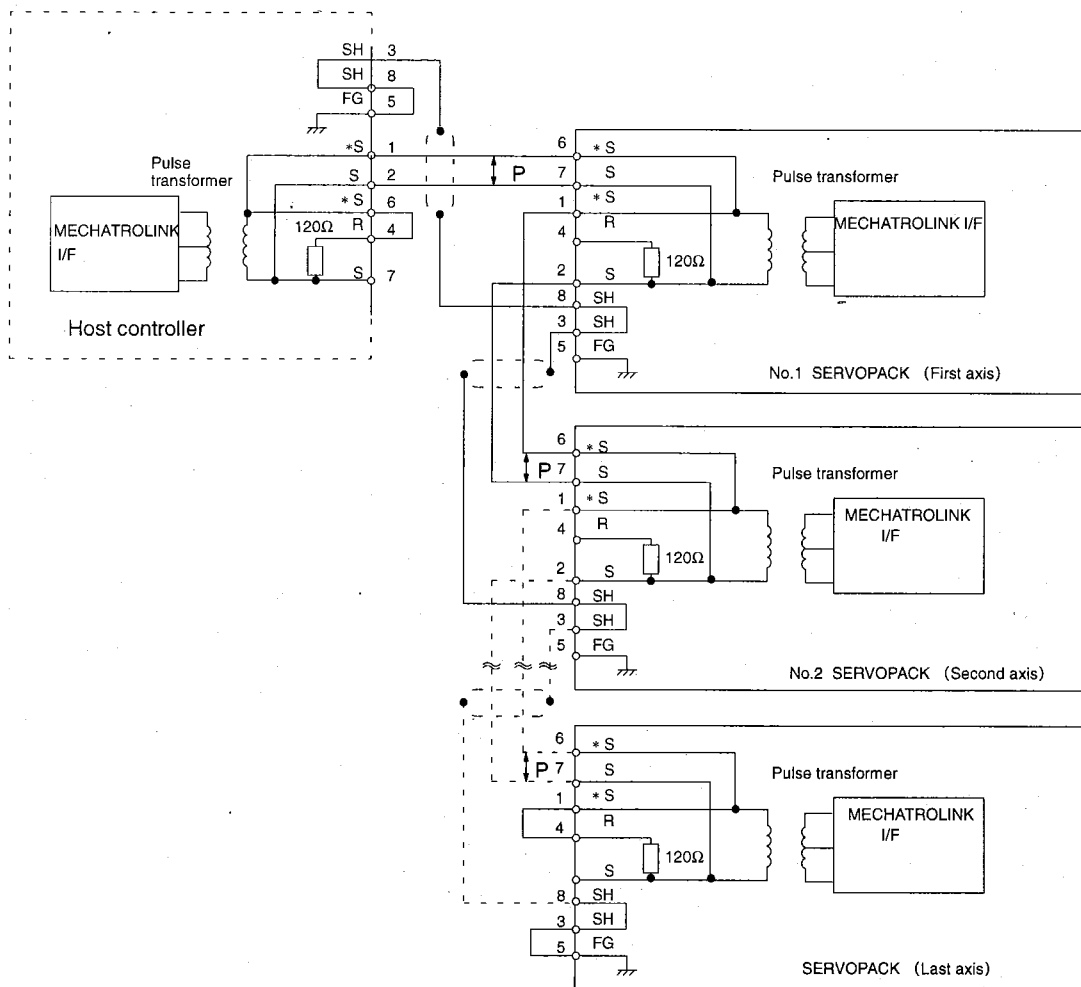 SH 3
SH 8
FG 5
*S 1
S 2
*S 6
R 4
S 7
Pulse
transformer
120Ω
MECHATROLINK
I/F
Host controller
P
6 *S
7 S
1 *S
4 R
2 S
8 SH
3 SH
5 FG
120Ω
Pulse transformer
MECHATROLINK I/F
No.1 SERVOPACK (First axis)
P
6 *S
7 S
1 *S
4 R
2 S
8 SH
3 SH
5 FG
120Ω
Pulse transformer
MECHATROLINK
I/F
No.2 SERVOPACK (Second axis)
P
6 *S
7 S
1 *S
4 R
S
8 SH
3 SH
5 FG
120Ω
Pulse transformer
MECHATROLINK
I/F
SERVOPACK (Last axis)